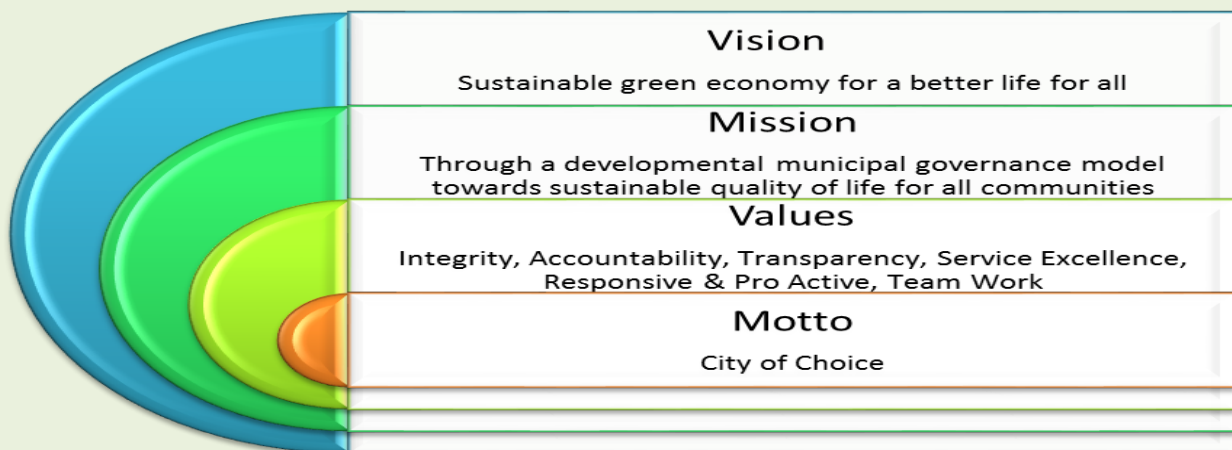 Vision
Sustainable green economy for a better life for all
Mission
Through a developmental municipal governance model
towards sustainable quality of life for all communities
Values
Integrity, Accountability, Transparency, Service Excellence,
Responsive & Pro Active, Team Work
Motto
City of Choice